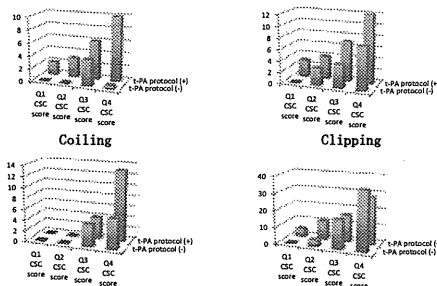 10
8
6
4
2
0
t-PA protocol (+)
t-PA protocol (-)
Q1 CSC score
Q2 CSC score
Q3 CSC score
Q4 CSC score
Coiling
12
10
8
6
4
2
0
t-PA protocol (+)
t-PA protocol (-)
Q1 CSC score
Q2 CSC score
Q3 CSC score
Q4 CSC score
Clipping
14
12
10
8
6
4
2
0
t-PA protocol (+)
t-PA protocol (-)
Q1 CSC score
Q2 CSC score
Q3 CSC score
Q4 CSC score
40
30
20
10
0
t-PA protocol (
t-PA protocol (-)
Q1 CSC score
Q2 CSC score
Q3 CSC score
Q4 CSC score